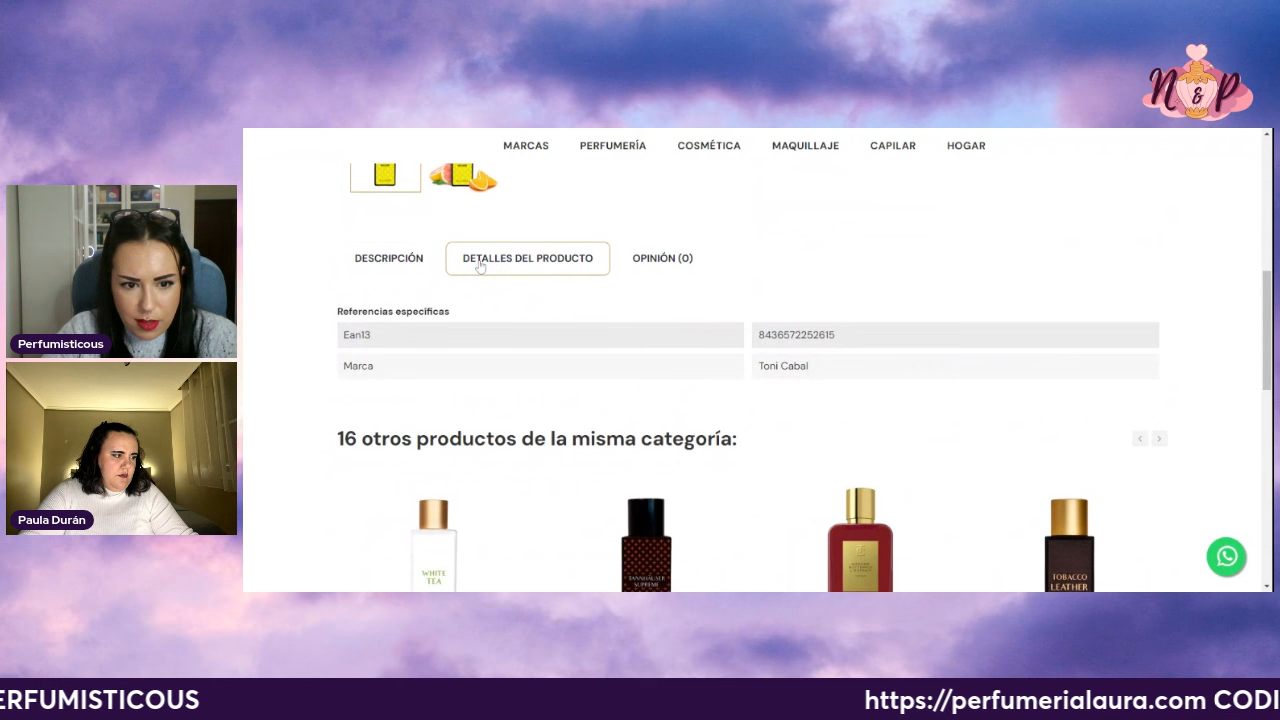 N & P
MARCAS PERFUMERÍA COSMÉTICA MAQUILLAJE CAPILAR HOGAR
DESCRIPCIÓN DETALLES DEL PRODUCTO OPINIÓN (0)
Referencias específicas
Ean13 8436572252615
Marca Toni Cabal
16 otros productos de la misma categoría:
WHITE
TEA
TANNHÄUSER
SUPREME
TOBACCO
LEATHER
Perfumisticous
Paula Durán
ERFUMISTICOUS https://perfumerialaura.com CODI